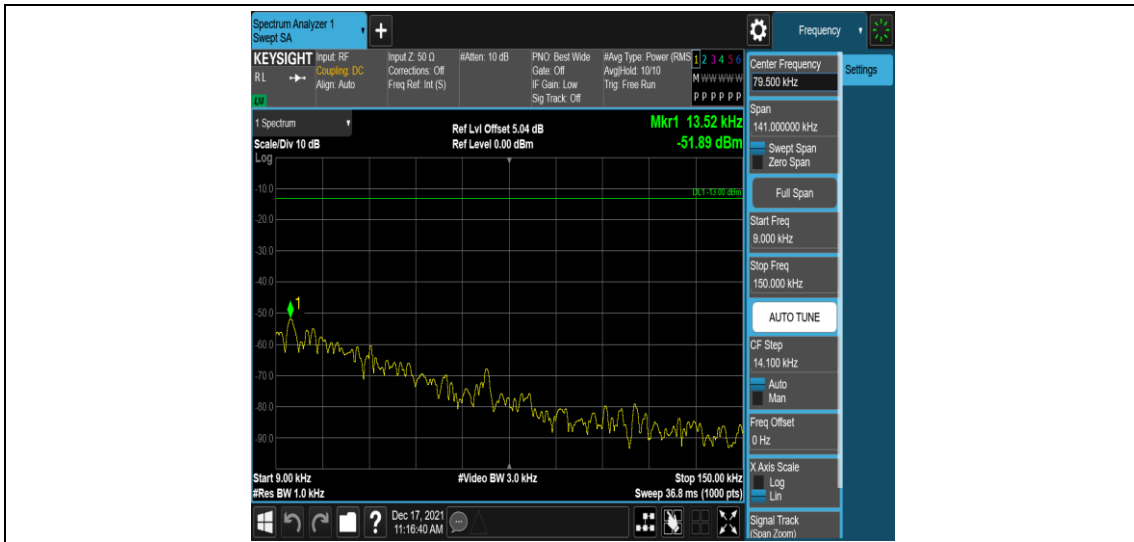 Spectrum Analyzer 1
Swept SA
Frequency
KEYSIGHT
RL
LXI
Input: RF
Coupling: DC
Align: Auto
Input Z: 50 Ω
Corrections: Off
Freq Ref: Int (S)
#Atten: 10 dB
PNO: Best Wide
Gate: Off
IF Gain: Low
Sig Track: Off
#Avg Type: Power (RMS
Avg|Hold: 10/10
Trig: Free Run
1 2 3 4 5 6
M W W W W W
P P P P P P
Center Frequency
79.500 kHz
Settings
Span
141.000000 kHz
Swept Span
Zero Span
Full Span
Start Freq
9.000 kHz
Stop Freq
150.000 kHz
AUTO TUNE
CF Step
14.100 kHz
Auto
Man
Freq Offset
0 Hz
X Axis Scale
Log
Lin
Signal Track
(Span Zoom)
1 Spectrum
Scale/Div 10 dB
Log
Ref Lvl Offset 5.04 dB
Ref Level 0.00 dBm
Mkr1 13.52 kHz
-51.89 dBm
DL1 -13.00 dBm
-10.0
-20.0
-30.0
-40.0
-50.0
-60.0
-70.0
-80.0
-90.0
1
Start 9.00 kHz
#Res BW 1.0 kHz
#Video BW 3.0 kHz
Stop 150.00 kHz
Sweep 36.8 ms (1000 pts)
Dec 17, 2021
11:16:40 AM